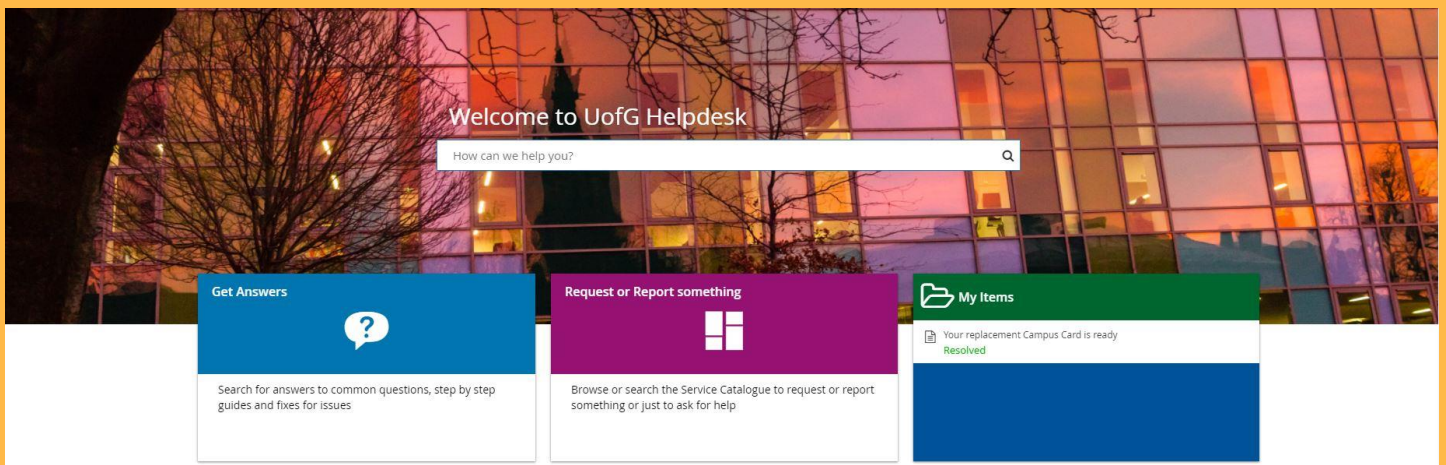 Welcome to UofG Helpdesk
How can we help you?
Get Answers
?
Search for answers to common questions, step by step
guides and fixes for issues
Request or Report something
Browse or search the Service Catalogue to request or report
something or just to ask for help
My Items
Your replacement Campus Card is ready
Resolved